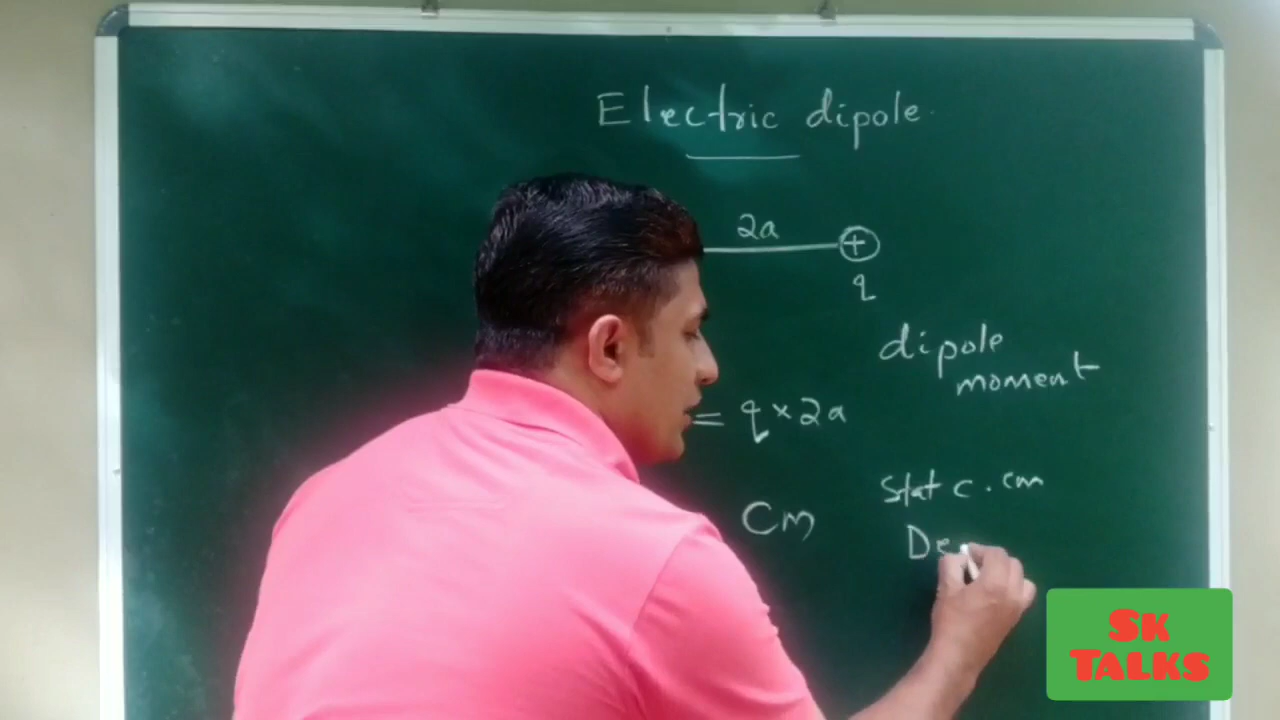 Electric dipole
2a
+
q
dipole
moment
= q × 2a
Stat c . cm
Cm
De
Sk
TALKS